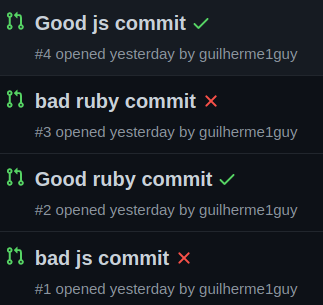 Good js commit
#4 opened yesterday by guilherme1guy
bad ruby commit
#3 opened yesterday by guilherme1guy
Good ruby commit
#2 opened yesterday by guilherme1guy
bad js commit
#1 opened yesterday by guilherme1guy